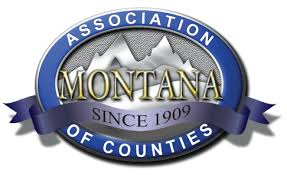 ASSOCIATION
MONTANA
SINCE 1909
OF COUNTIES